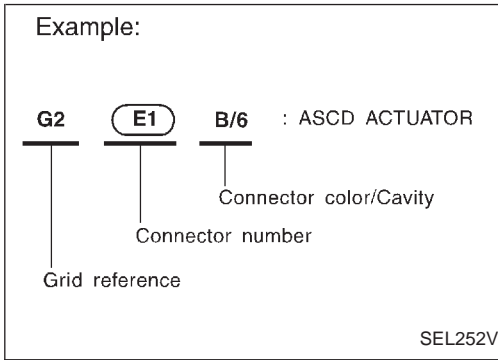 Example:
G2 E1 B/6 : ASCD ACTUATOR
Connector color/Cavity
Connector number
Grid reference
SEL252V